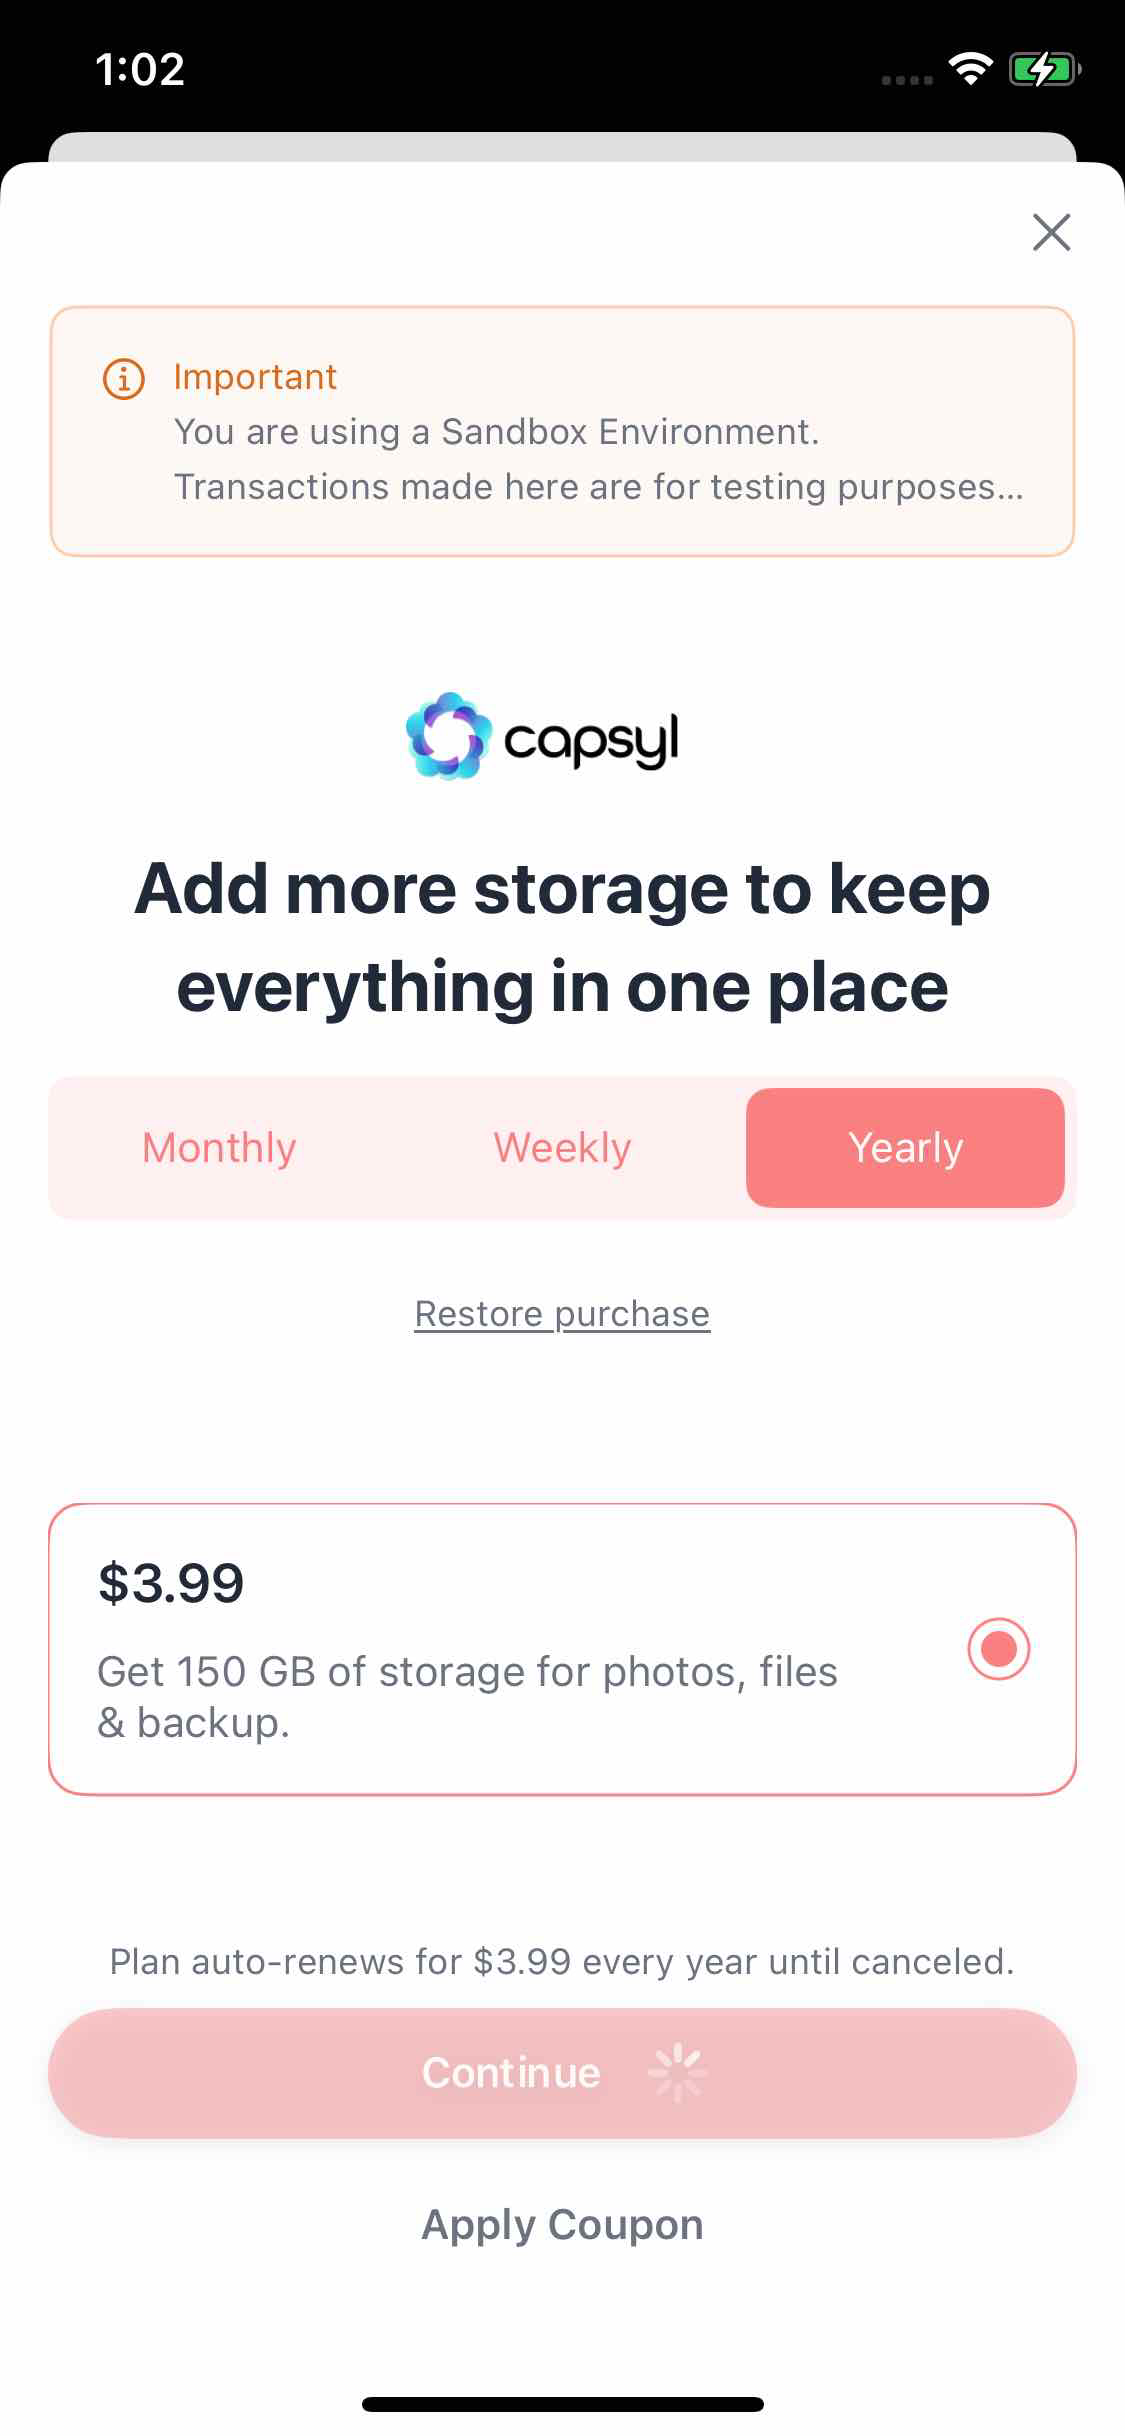 1:02
Important
You are using a Sandbox Environment.
Transactions made here are for testing purposes...
capsyl
Add more storage to keep
everything in one place
Monthly
Weekly
Yearly
Restore purchase
$3.99
Get 150 GB of storage for photos, files
& backup.
Plan auto-renews for $3.99 every year until canceled.
Continue
Apply Coupon